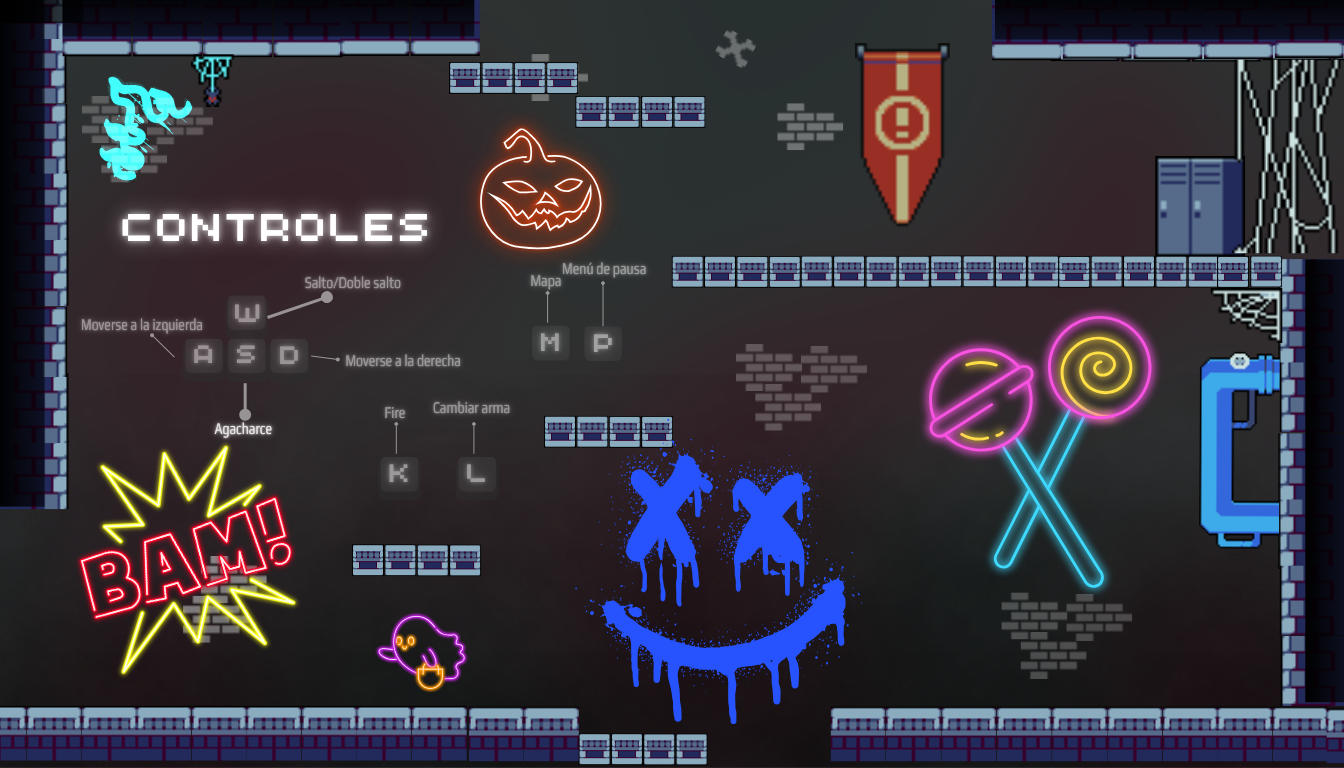 CONTROLES
Salto/Doble salto
W
Moverse a la izquierda
A S D
Moverse a la derecha
Agacharce
Mapa
Menú de pausa
M P
Fire
Cambiar arma
K L
BAM!
!